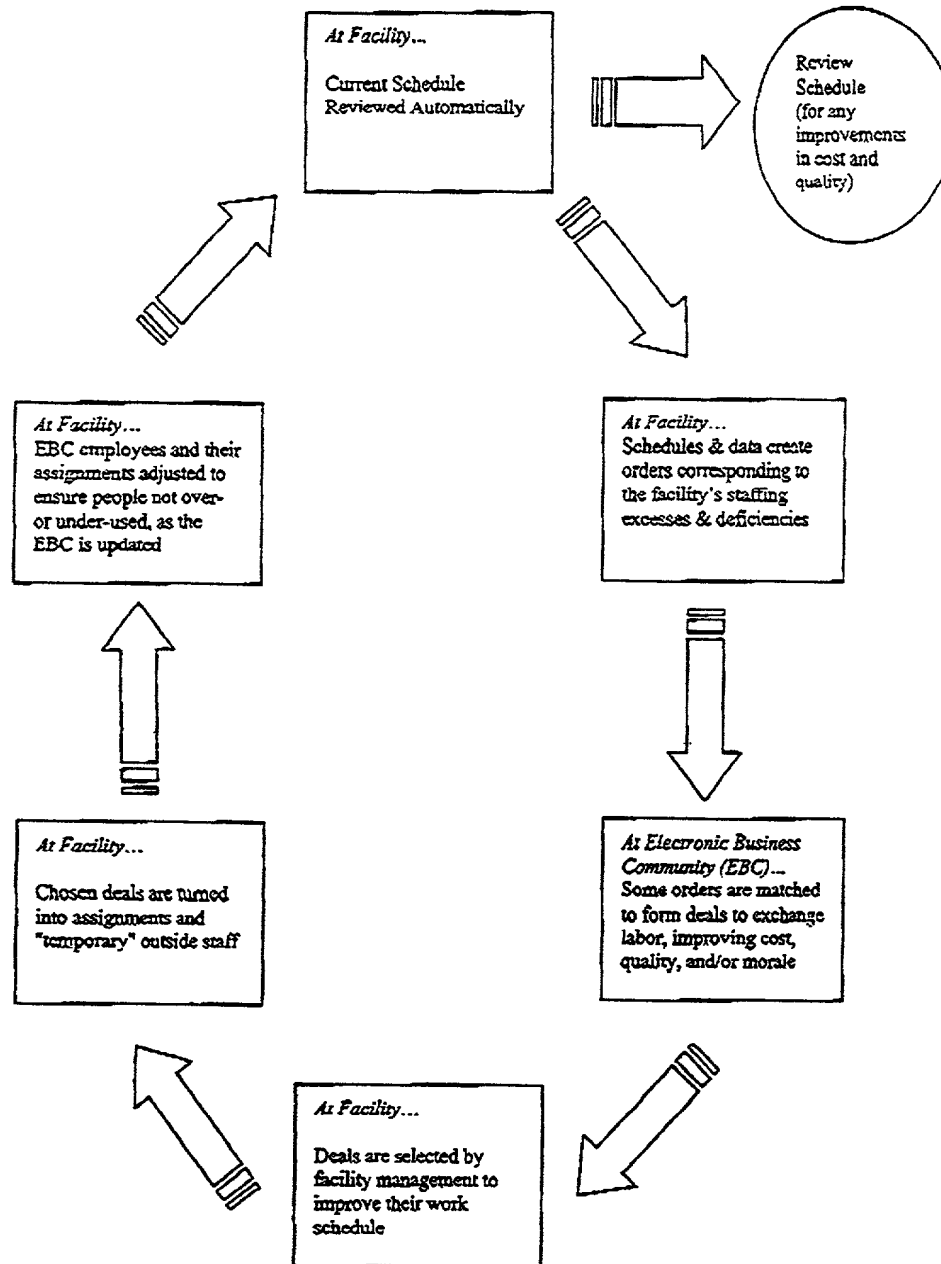 At Facility...
Current Schedule
Reviewed Automatically
Review
Schedule
(for any
improvements
in cost and
quality)
At Facility...
Schedules & data create
orders corresponding to
the facility's staffing
excesses & deficiencies
At Electronic Business
Community (EBC)...
Some orders are matched
to form deals to exchange
labor, improving cost,
quality, and/or morale
At Facility...
Deals are selected by
facility management to
improve their work
schedule
At Facility...
Chosen deals are turned
into assignments and
"temporary" outside staff
At Facility...
EBC employees and their
assignments adjusted to
ensure people not over-
or under-used, as the
EBC is updated